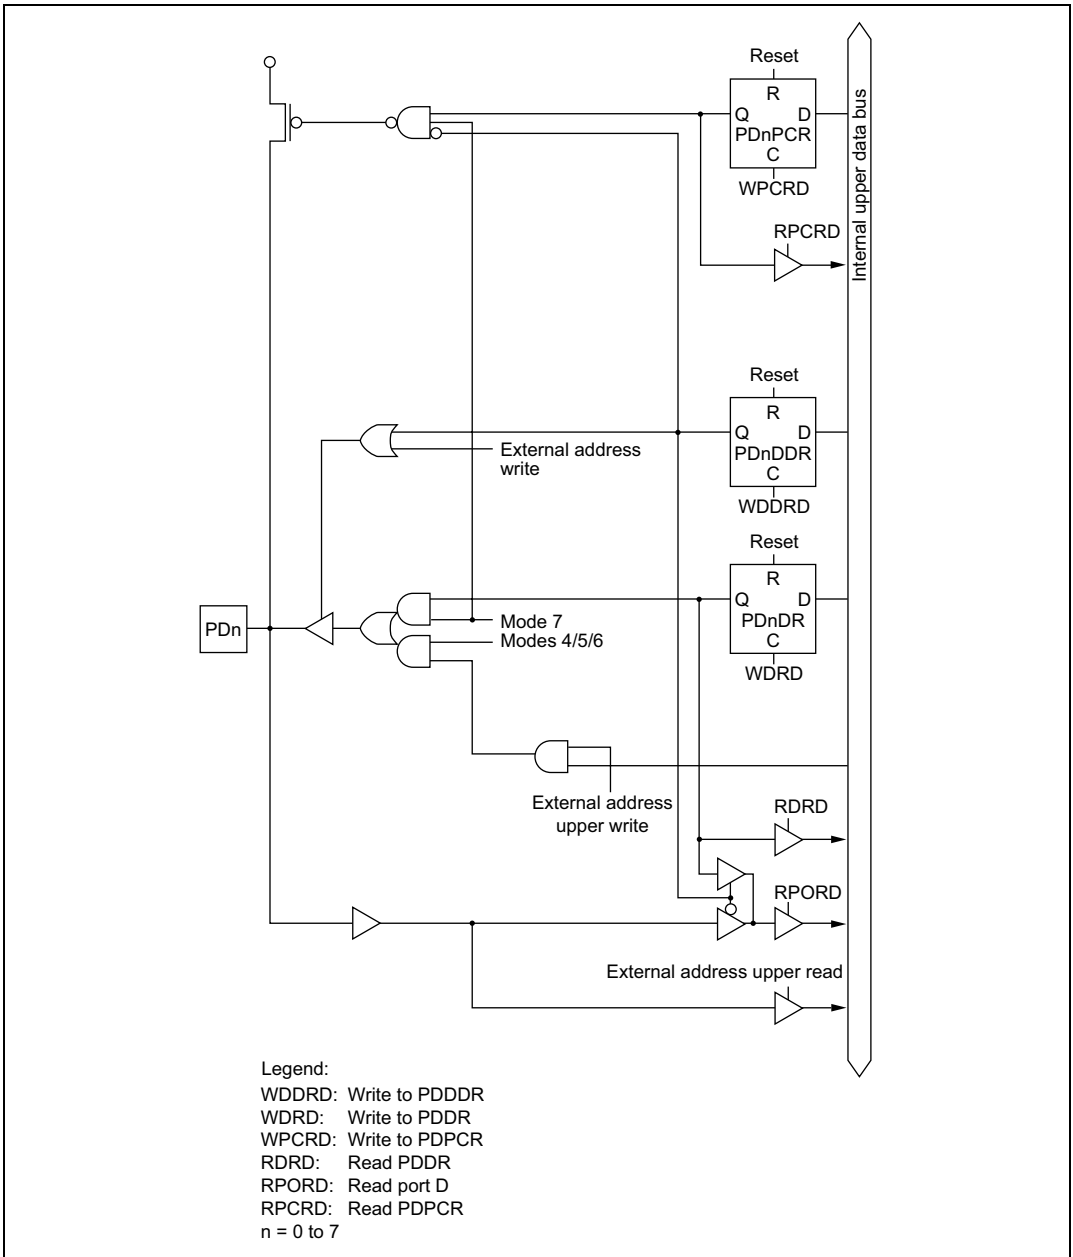 Reset
R
Q D
PDnPCR
C
WPCRD
Internal upper data bus
RPCRD
Reset
R
Q D
PDnDDR
C
WDDRD
External address
write
Reset
R
Q D
PDnDR
C
WDRD
PDn
Mode 7
Modes 4/5/6
External address
upper write
RDRD
RPORD
External address upper read
Legend:
WDDRD: Write to PDDDR
WDRD: Write to PDDR
WPCRD: Write to PDPCR
RDRD: Read PDDR
RPORD: Read port D
RPCRD: Read PDPCR
n = 0 to 7